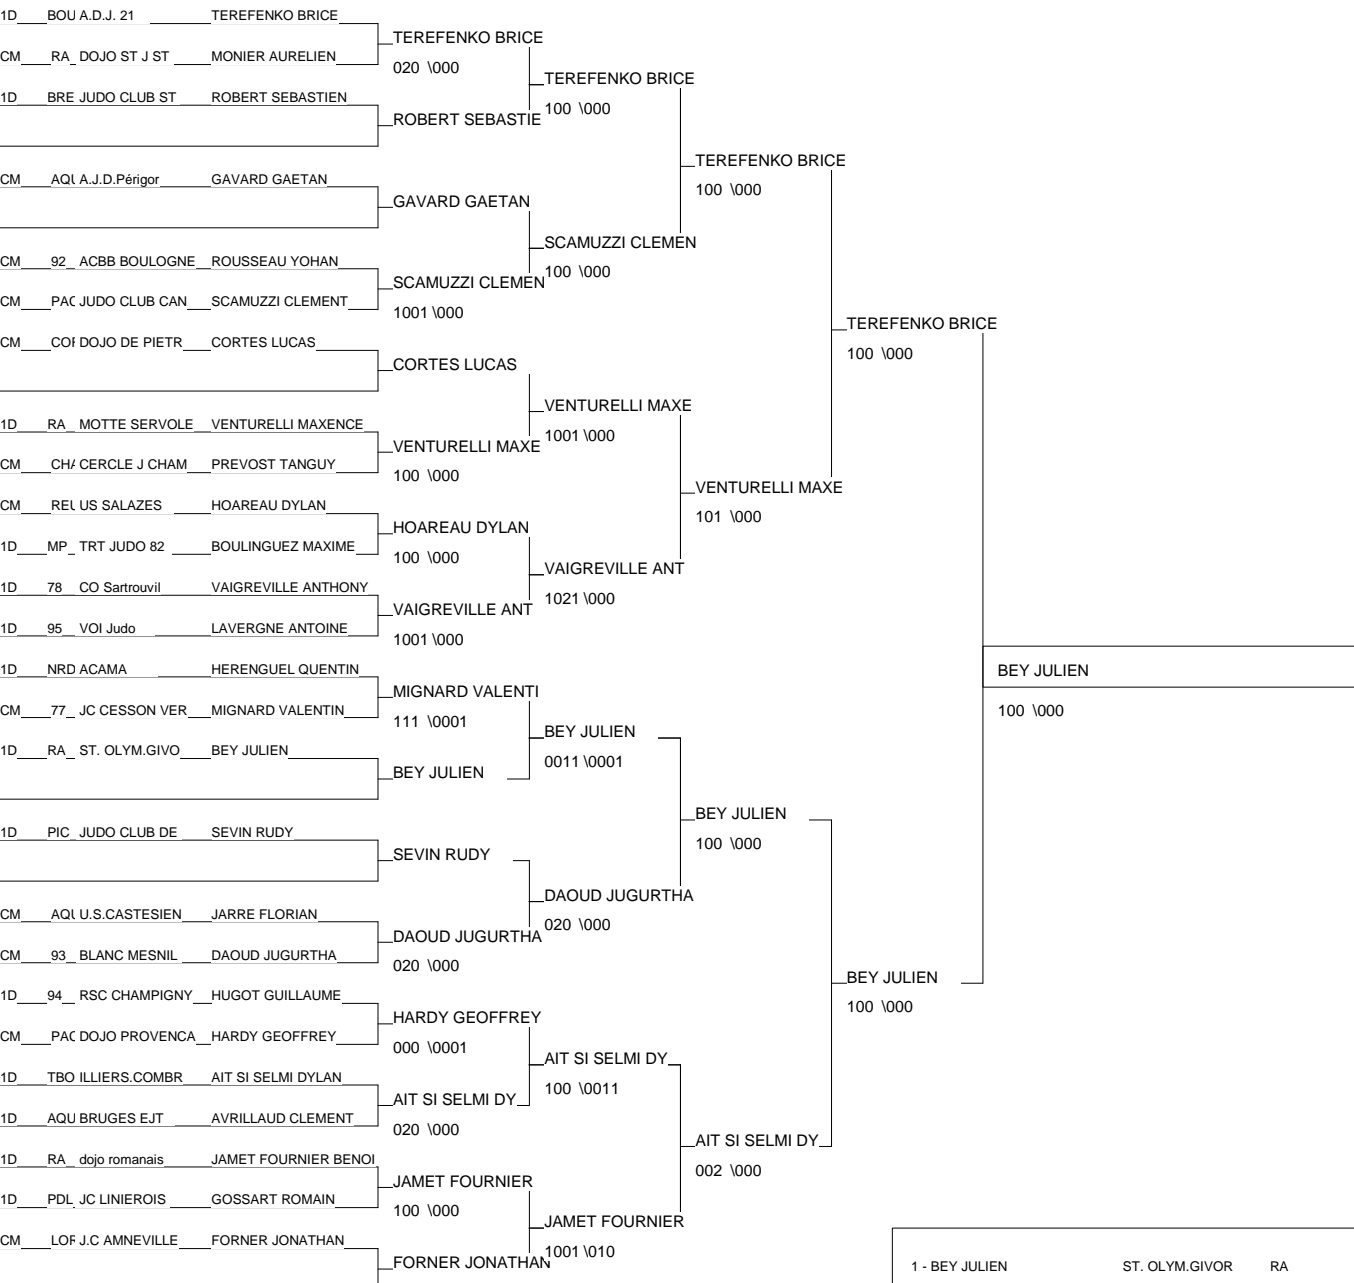 1D BOU A.D.J. 21 TEREFENKO BRICE
TEREFENKO BRICE
CM RA DOJO ST J ST MONIER AURELIEN
020 \000
TEREFENKO BRICE
1D BRE JUDO CLUB ST ROBERT SEBASTIEN
100 \000
ROBERT SEBASTIE
TEREFENKO BRICE
CM AQU A.J.D.Périgor GAVARD GAETAN
100 \000
GAVARD GAETAN
SCAMUZZI CLEMEN
CM 92 ACBB BOULOGNE ROUSSEAU YOHAN
100 \000
SCAMUZZI CLEMEN
CM PAC JUDO CLUB CAN SCAMUZZI CLEMENT
1001 \000
TEREFENKO BRICE
CM COR DOJO DE PIETR CORTES LUCAS
100 \000
CORTES LUCAS
VENTURELLI MAXE
1D RA MOTTE SERVOLE VENTURELLI MAXENCE
1001 \000
VENTURELLI MAXE
CM CHA CERCLE J CHAM PREVOST TANGUY
100 \000
VENTURELLI MAXE
CM REU US SALAZES HOAREAU DYLAN
101 \000
HOAREAU DYLAN
1D MP TRT JUDO 82 BOULINGUEZ MAXIME
100 \000
VAIGREVILLE ANT
1D 78 CO Sartrouvil VAIGREVILLE ANTHONY
1021 \000
VAIGREVILLE ANT
1D 95 VOI Judo LAVERGNE ANTOINE
1001 \000
1D NRD ACAMA HERENGUEL QUENTIN
BEY JULIEN
MIGNARD VALENTI
CM 77 JC CESSON VER MIGNARD VALENTIN
100 \000
111 \0001
BEY JULIEN
1D RA ST. OLYM.GIVO BEY JULIEN
0011 \0001
BEY JULIEN
BEY JULIEN
1D PIC JUDO CLUB DE SEVIN RUDY
100 \000
SEVIN RUDY
DAOUD JUGURTHA
CM AQU U.S.CASTESIEN JARRE FLORIAN
020 \000
DAOUD JUGURTHA
CM 93 BLANC MESNIL DAOUD JUGURTHA
020 \000
BEY JULIEN
1D 94 RSC CHAMPIGNY HUGOT GUILLAUME
100 \000
HARDY GEOFFREY
CM PAC DOJO PROVENCA HARDY GEOFFREY
000 \0001
AIT SI SELMI DY
1D TBO ILLIERS.COMBR AIT SI SELMI DYLAN
100 \0011
AIT SI SELMI DY
1D AQU BRUGES EJT AVRILLAUD CLEMENT
020 \000
AIT SI SELMI DY
1D RA dojo romanais JAMET FOURNIER BENOI
002 \000
JAMET FOURNIER
1D PDL JC LINIEROIS GOSSART ROMAIN
100 \000
JAMET FOURNIER
CM LOR J.C AMNEVILLE FORNER JONATHAN
1001 \010
FORNER JONATHAN
1 - BEY JULIEN ST. OLYM.GIVOR RA